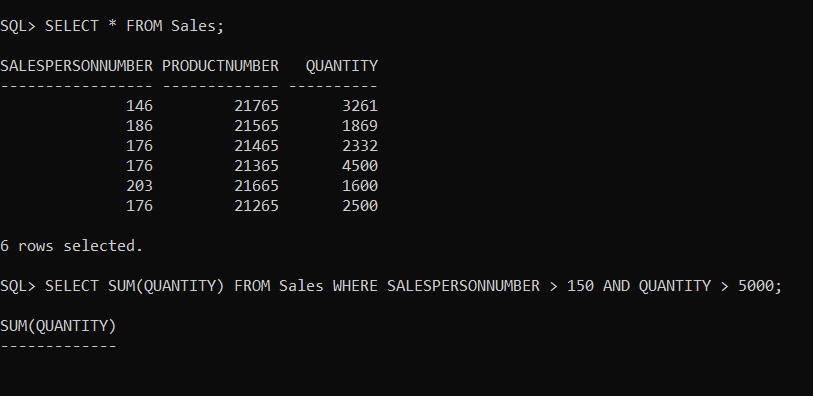 SQL> SELECT * FROM Sales;
SALESPERSONNUMBER PRODUCTNUMBER   QUANTITY
----------------- ------------- ----------
              146         21765       3261
              186         21565       1869
              176         21465       2332
              176         21365       4500
              203         21665       1600
              176         21265       2500
6 rows selected.
SQL> SELECT SUM(QUANTITY) FROM Sales WHERE SALESPERSONNUMBER > 150 AND QUANTITY > 5000;
SUM(QUANTITY)
-------------